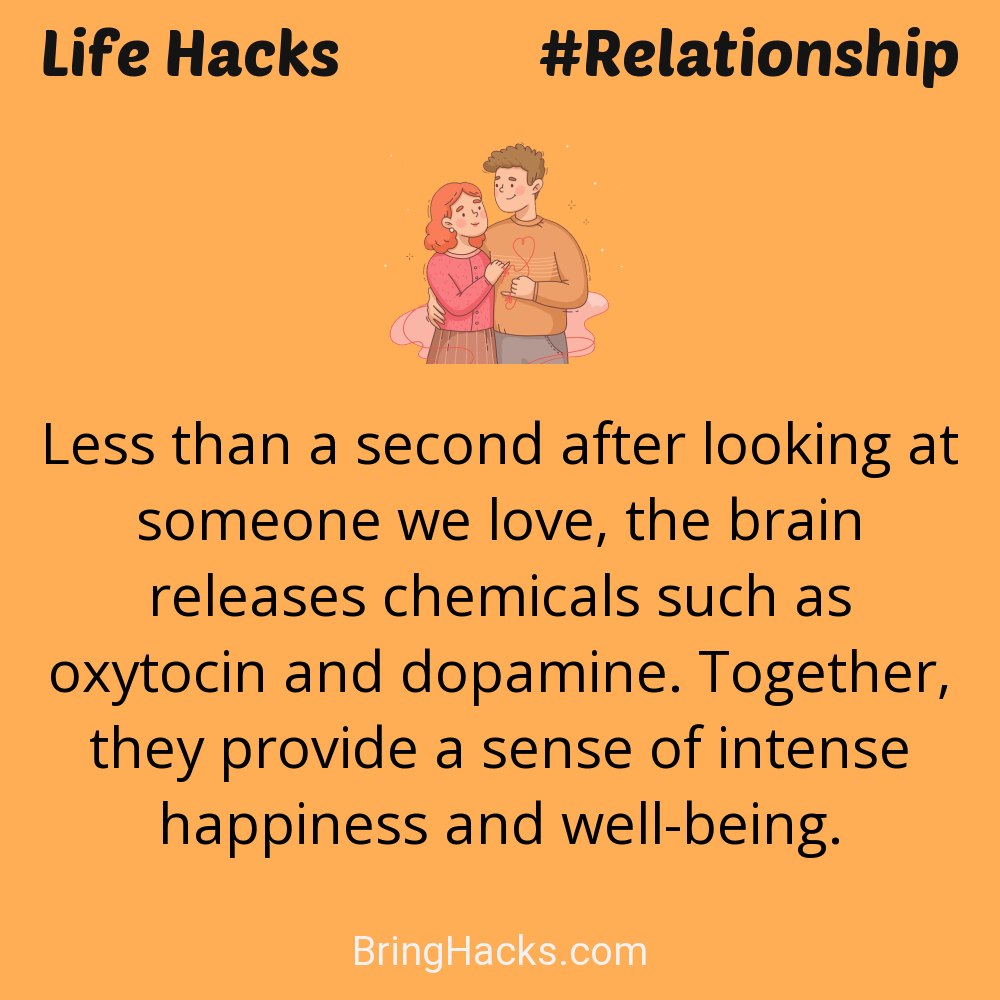 Life Hacks #Relationship
Less than a second after looking at
someone we love, the brain
releases chemicals such as
oxytocin and dopamine. Together,
they provide a sense of intense
happiness and well-being.
BringHacks.com